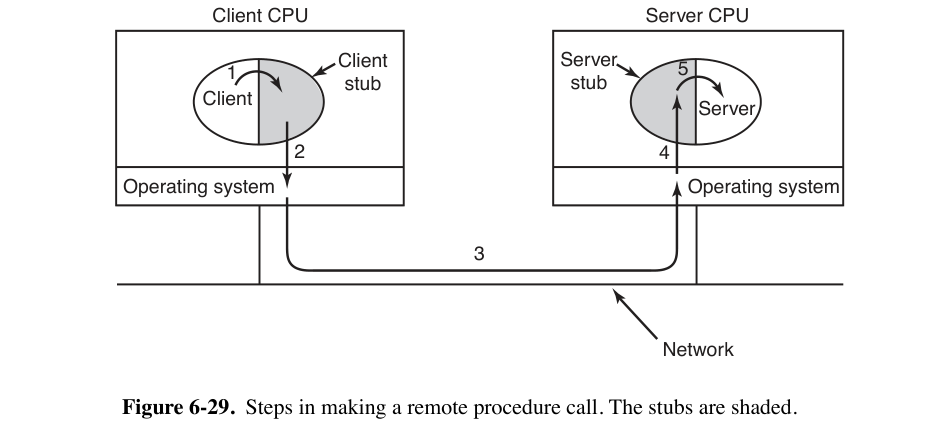 Client CPU
Server CPU
1
Client
Client
stub
2
Operating system
Server
stub
5
Server
4
Operating system
3
Network
Figure 6-29. Steps in making a remote procedure call. The stubs are shaded.